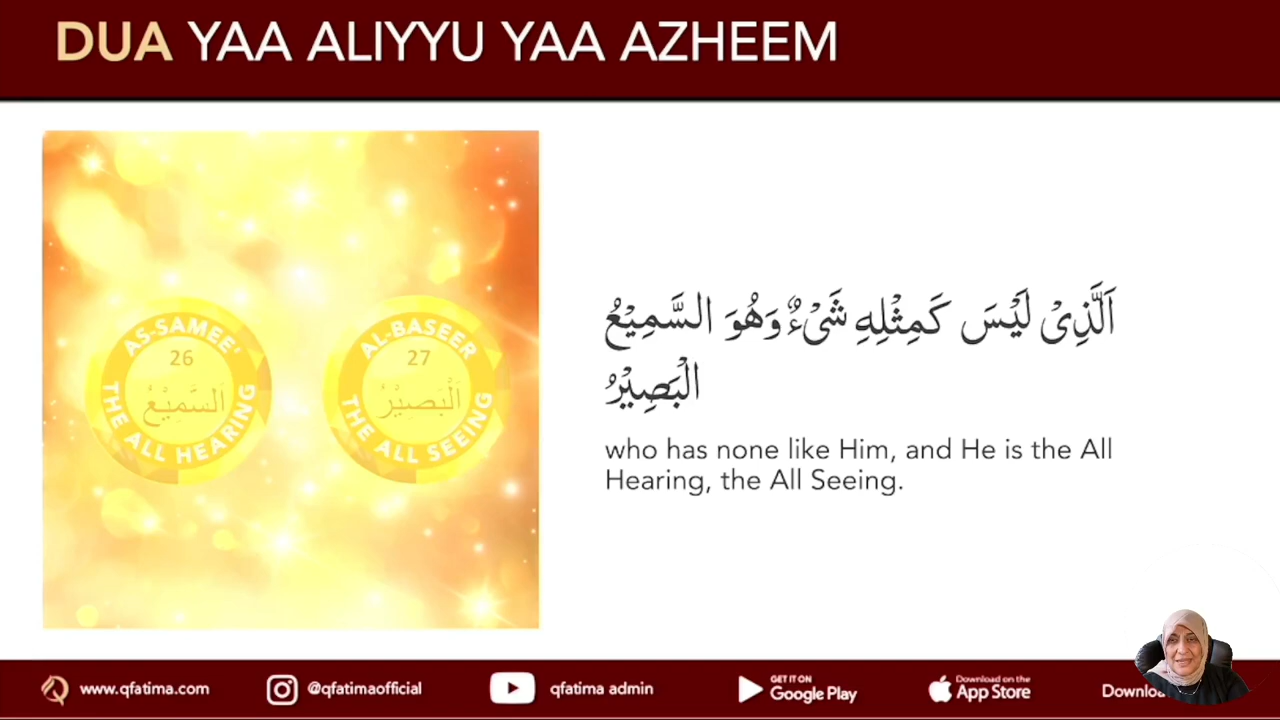 DUA YAA ALIYYU YAA AZHEEM
AS-SAMEE'
26
اَلسَّمِيْعُ
THE ALL HEARING
AL-BASEER
27
اَلْبَصِيْرُ
THE ALL SEEING
اَلَّذِىْ لَيْسَ كَمِثْلِهِ شَىْءٌ وَهُوَ السَّمِيْعُ
الْبَصِيْرُ
who has none like Him, and He is the All
Hearing, the All Seeing.
www.qfatima.com
@qfatimaofficial
qfatima admin
GET IT ON
Google Play
Download on the
App Store